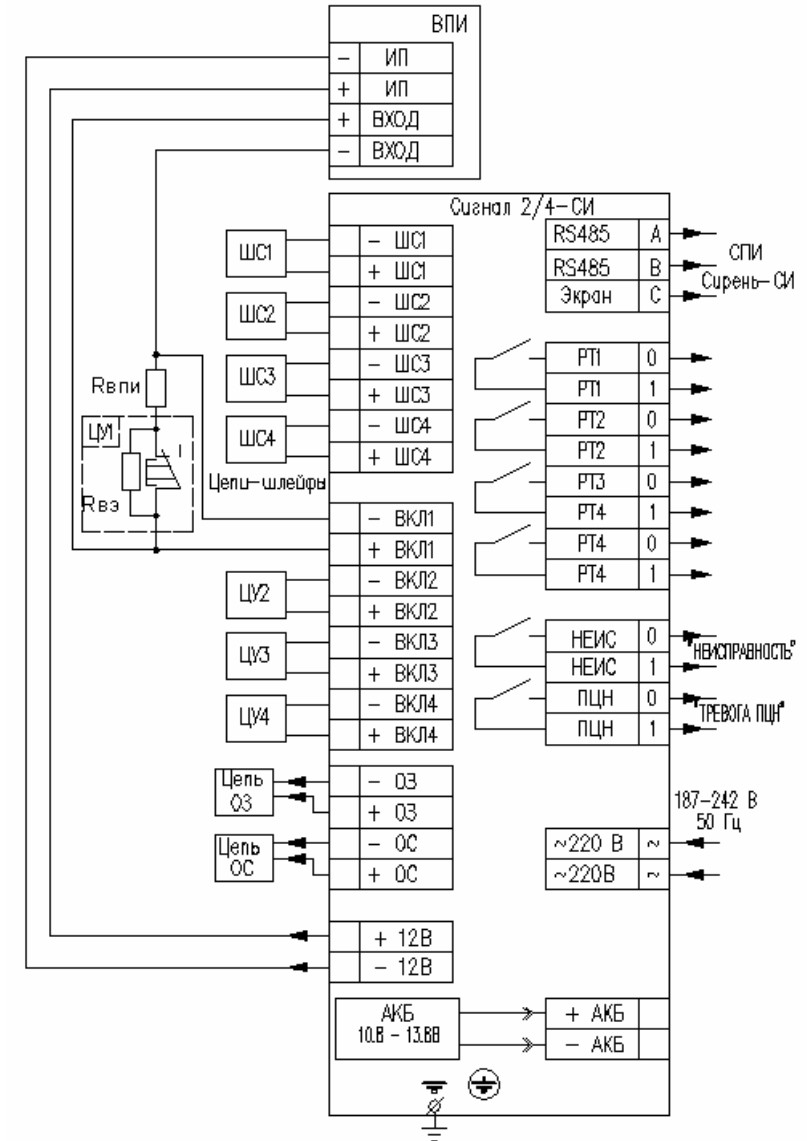 ВПИ
– ИП
+ ИП
+ ВХОД
– ВХОД
Сигнал 2/4-СИ
ШС1
– ШС1
+ ШС1
ШС2
– ШС2
+ ШС2
ШС3
– ШС3
+ ШС3
ШС4
– ШС4
+ ШС4
Цепи-шлейфы
Rвпи
ЦУ1
Rвэ
– ВКЛ1
+ ВКЛ1
ЦУ2
– ВКЛ2
+ ВКЛ2
ЦУ3
– ВКЛ3
+ ВКЛ3
ЦУ4
– ВКЛ4
+ ВКЛ4
Цепь
ОЗ
– ОЗ
+ ОЗ
Цепь
ОС
– ОС
+ ОС
+ 12В
– 12В
АКБ
10.8 – 13.8В
+ АКБ
– АКБ
RS485 А
RS485 В
Экран С
СПИ
Сирень-СИ
РТ1 0
РТ1 1
РТ2 0
РТ2 1
РТ3 0
РТ4 1
РТ4 0
РТ4 1
НЕИС 0
НЕИС 1
"НЕИСПРАВНОСТЬ"
ПЦН 0
ПЦН 1
"ТРЕВОГА ПЦН"
187-242 В
50 Гц
~220 В ~
~220В ~